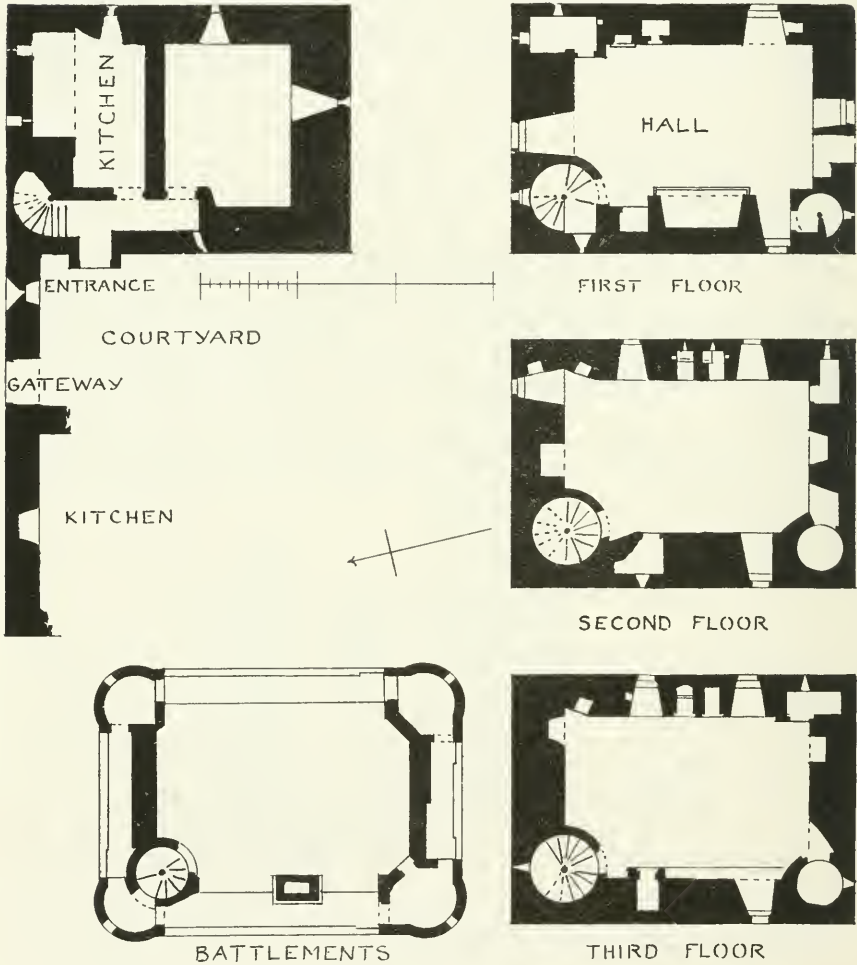 KITCHEN
HALL
ENTRANCE
FIRST FLOOR
COURTYARD
GATEWAY
KITCHEN
SECOND FLOOR
BATTLEMENTS
THIRD FLOOR